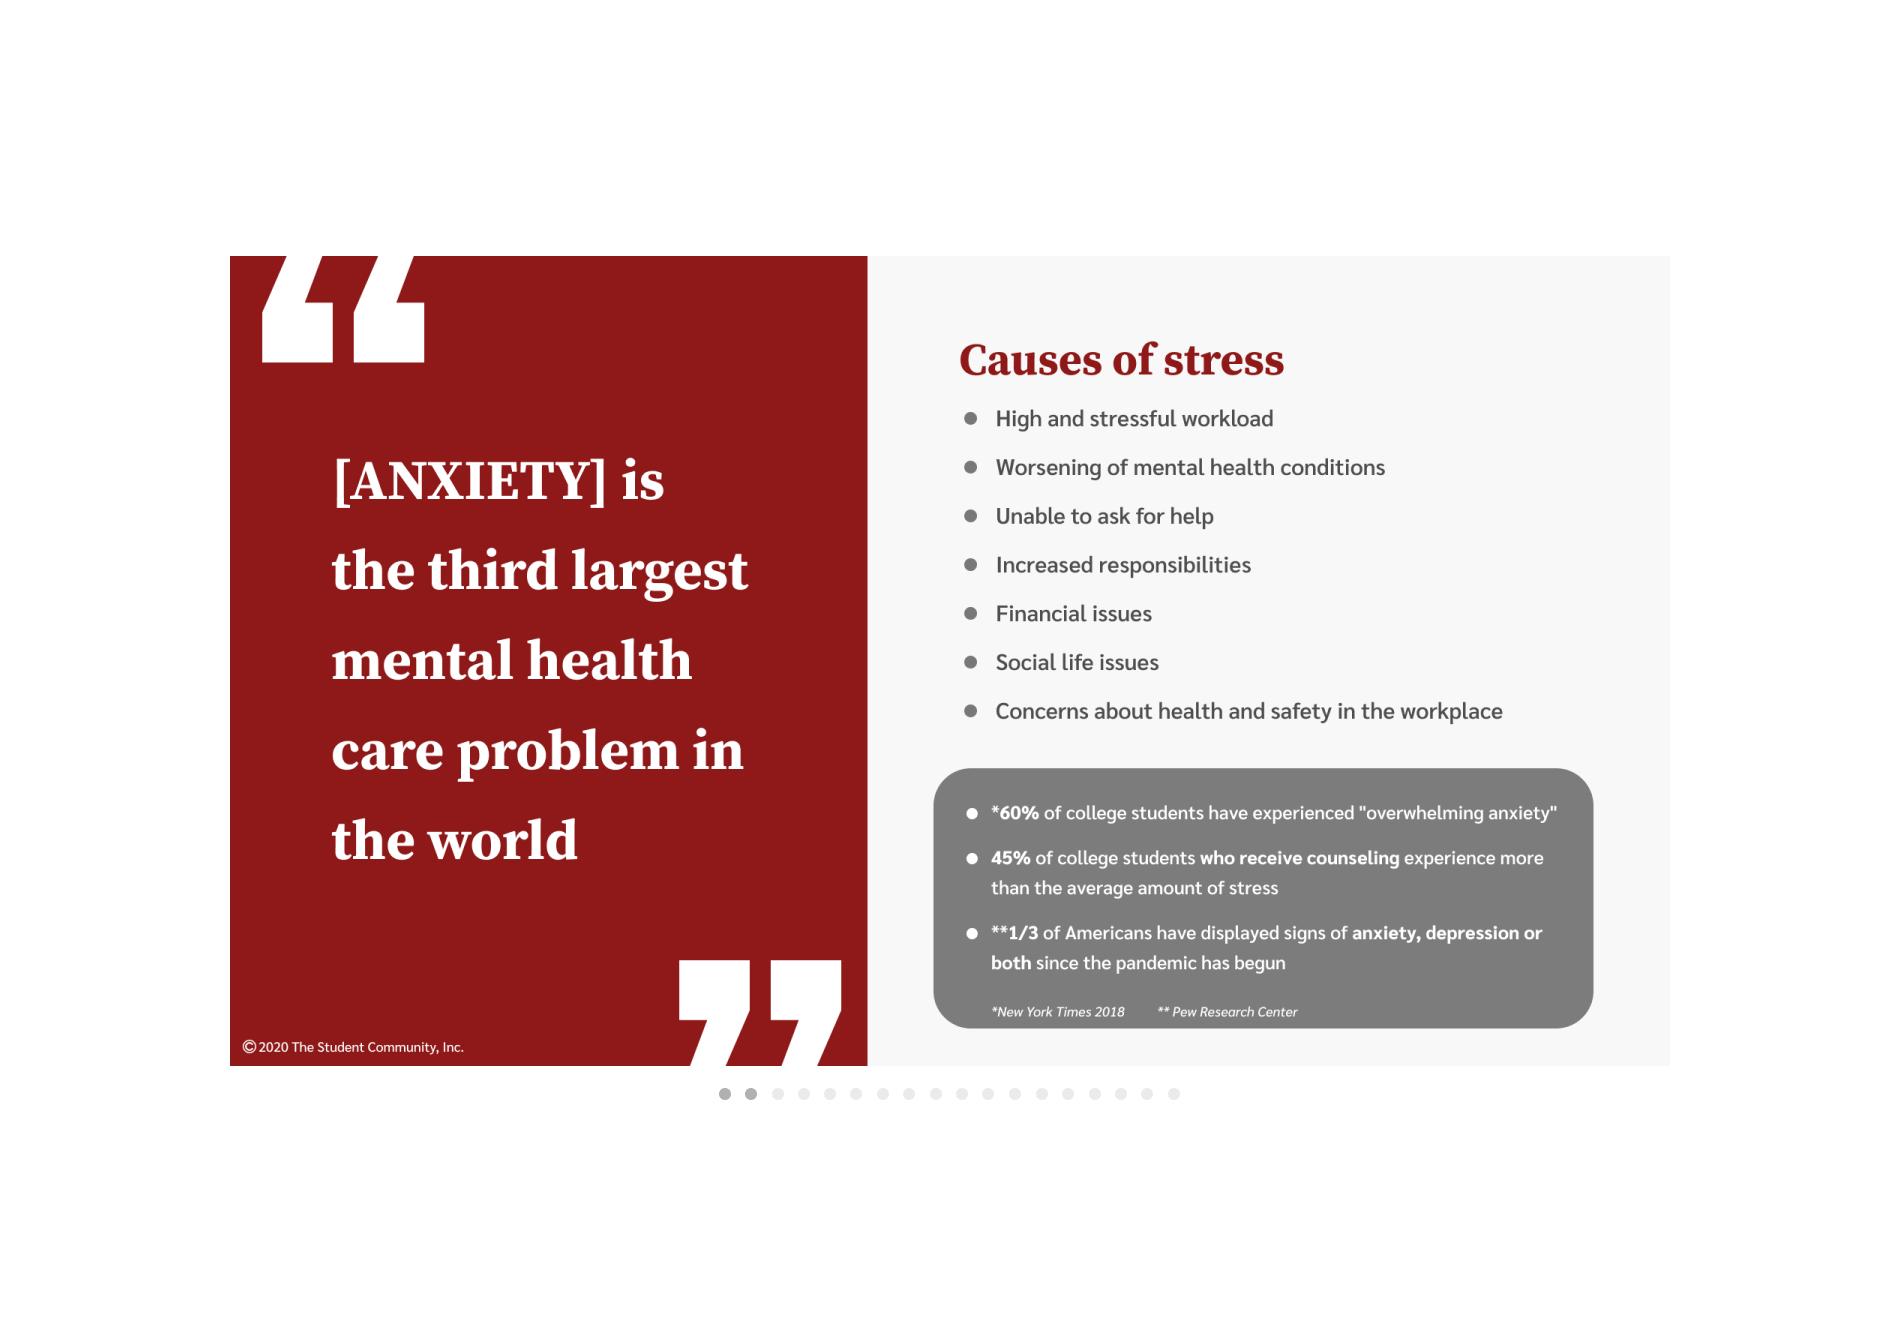 [ANXIETY] is
the third largest
mental health
care problem in
the world
© 2020 The Student Community, Inc.
Causes of stress
High and stressful workload
Worsening of mental health conditions
Unable to ask for help
Increased responsibilities
Financial issues
Social life issues
Concerns about health and safety in the workplace
*60% of college students have experienced "overwhelming anxiety"
45% of college students who receive counseling experience more
than the average amount of stress
**1/3 of Americans have displayed signs of anxiety, depression or
both since the pandemic has begun
*New York Times 2018 ** Pew Research Center